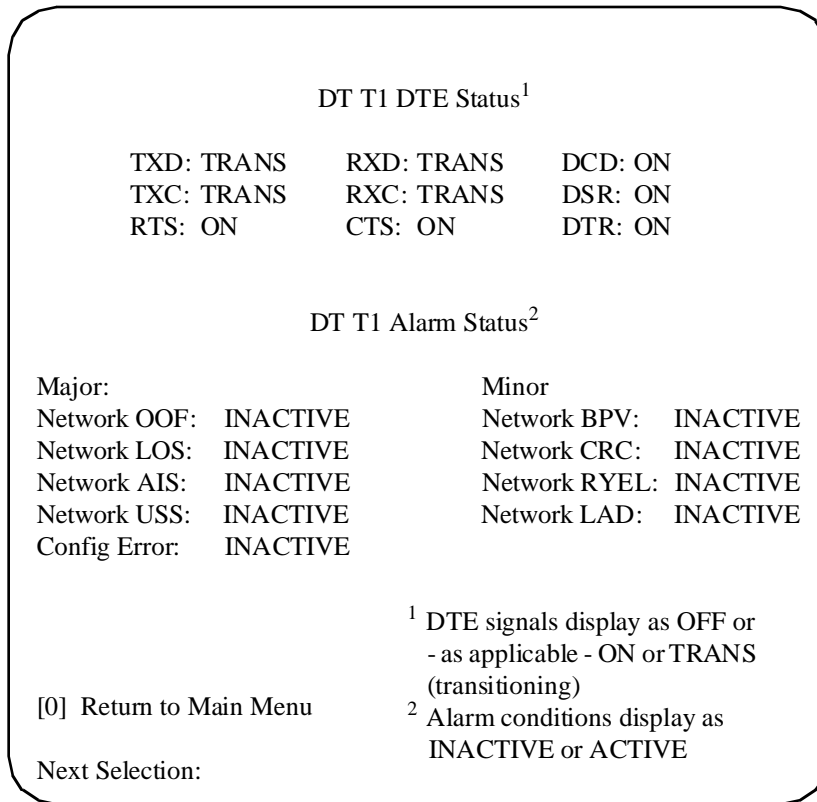 DT T1 DTE Status1
TXD: TRANS RXD: TRANS DCD: ON
TXC: TRANS RXC: TRANS DSR: ON
RTS: ON CTS: ON DTR: ON
DT T1 Alarm Status2
Major: Minor
Network OOF: INACTIVE Network BPV: INACTIVE
Network LOS: INACTIVE Network CRC: INACTIVE
Network AIS: INACTIVE Network RYEL: INACTIVE
Network USS: INACTIVE Network LAD: INACTIVE
Config Error: INACTIVE
1 DTE signals display as OFF or
- as applicable - ON or TRANS
(transitioning)
[0] Return to Main Menu
2 Alarm conditions display as
INACTIVE or ACTIVE
Next Selection: